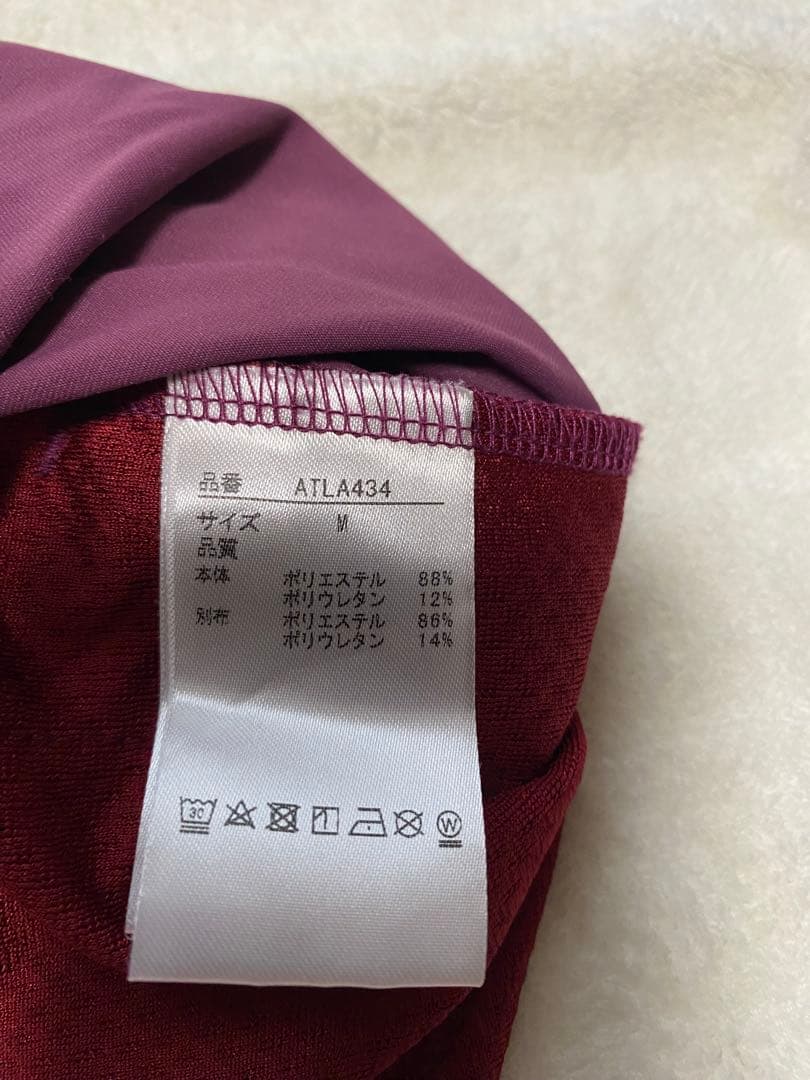 品番 ATLA434
サイズ M
品質
本体 ポリエステル 88%
ポリウレタン 12%
別布 ポリエステル 86%
ポリウレタン 14%
30 W